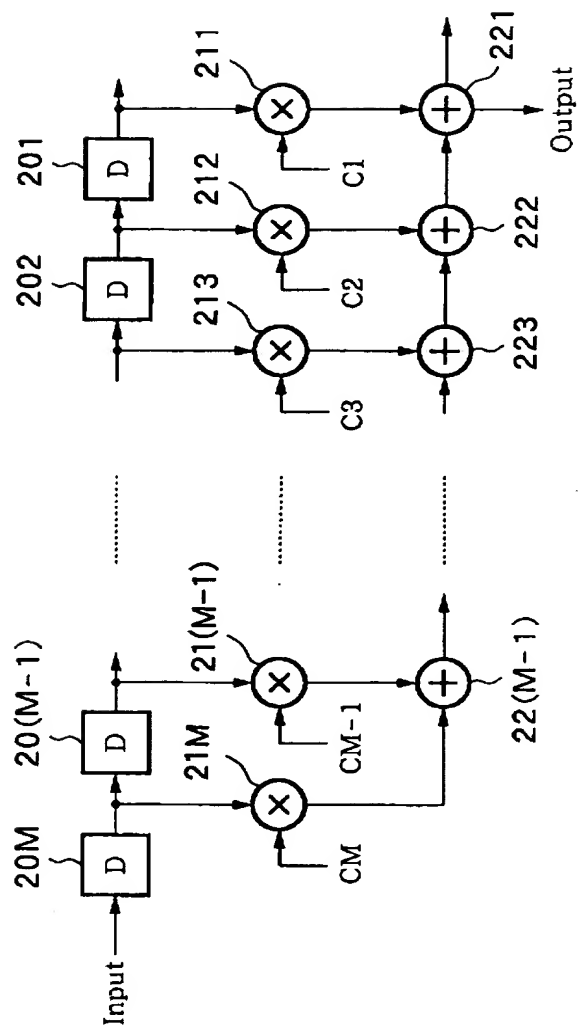 Input
20M
D
20(M-1)
D
202
D
201
D
21M
CM
21(M-1)
CM-1
213
C3
212
C2
211
C1
22(M-1)
223
222
221
Output